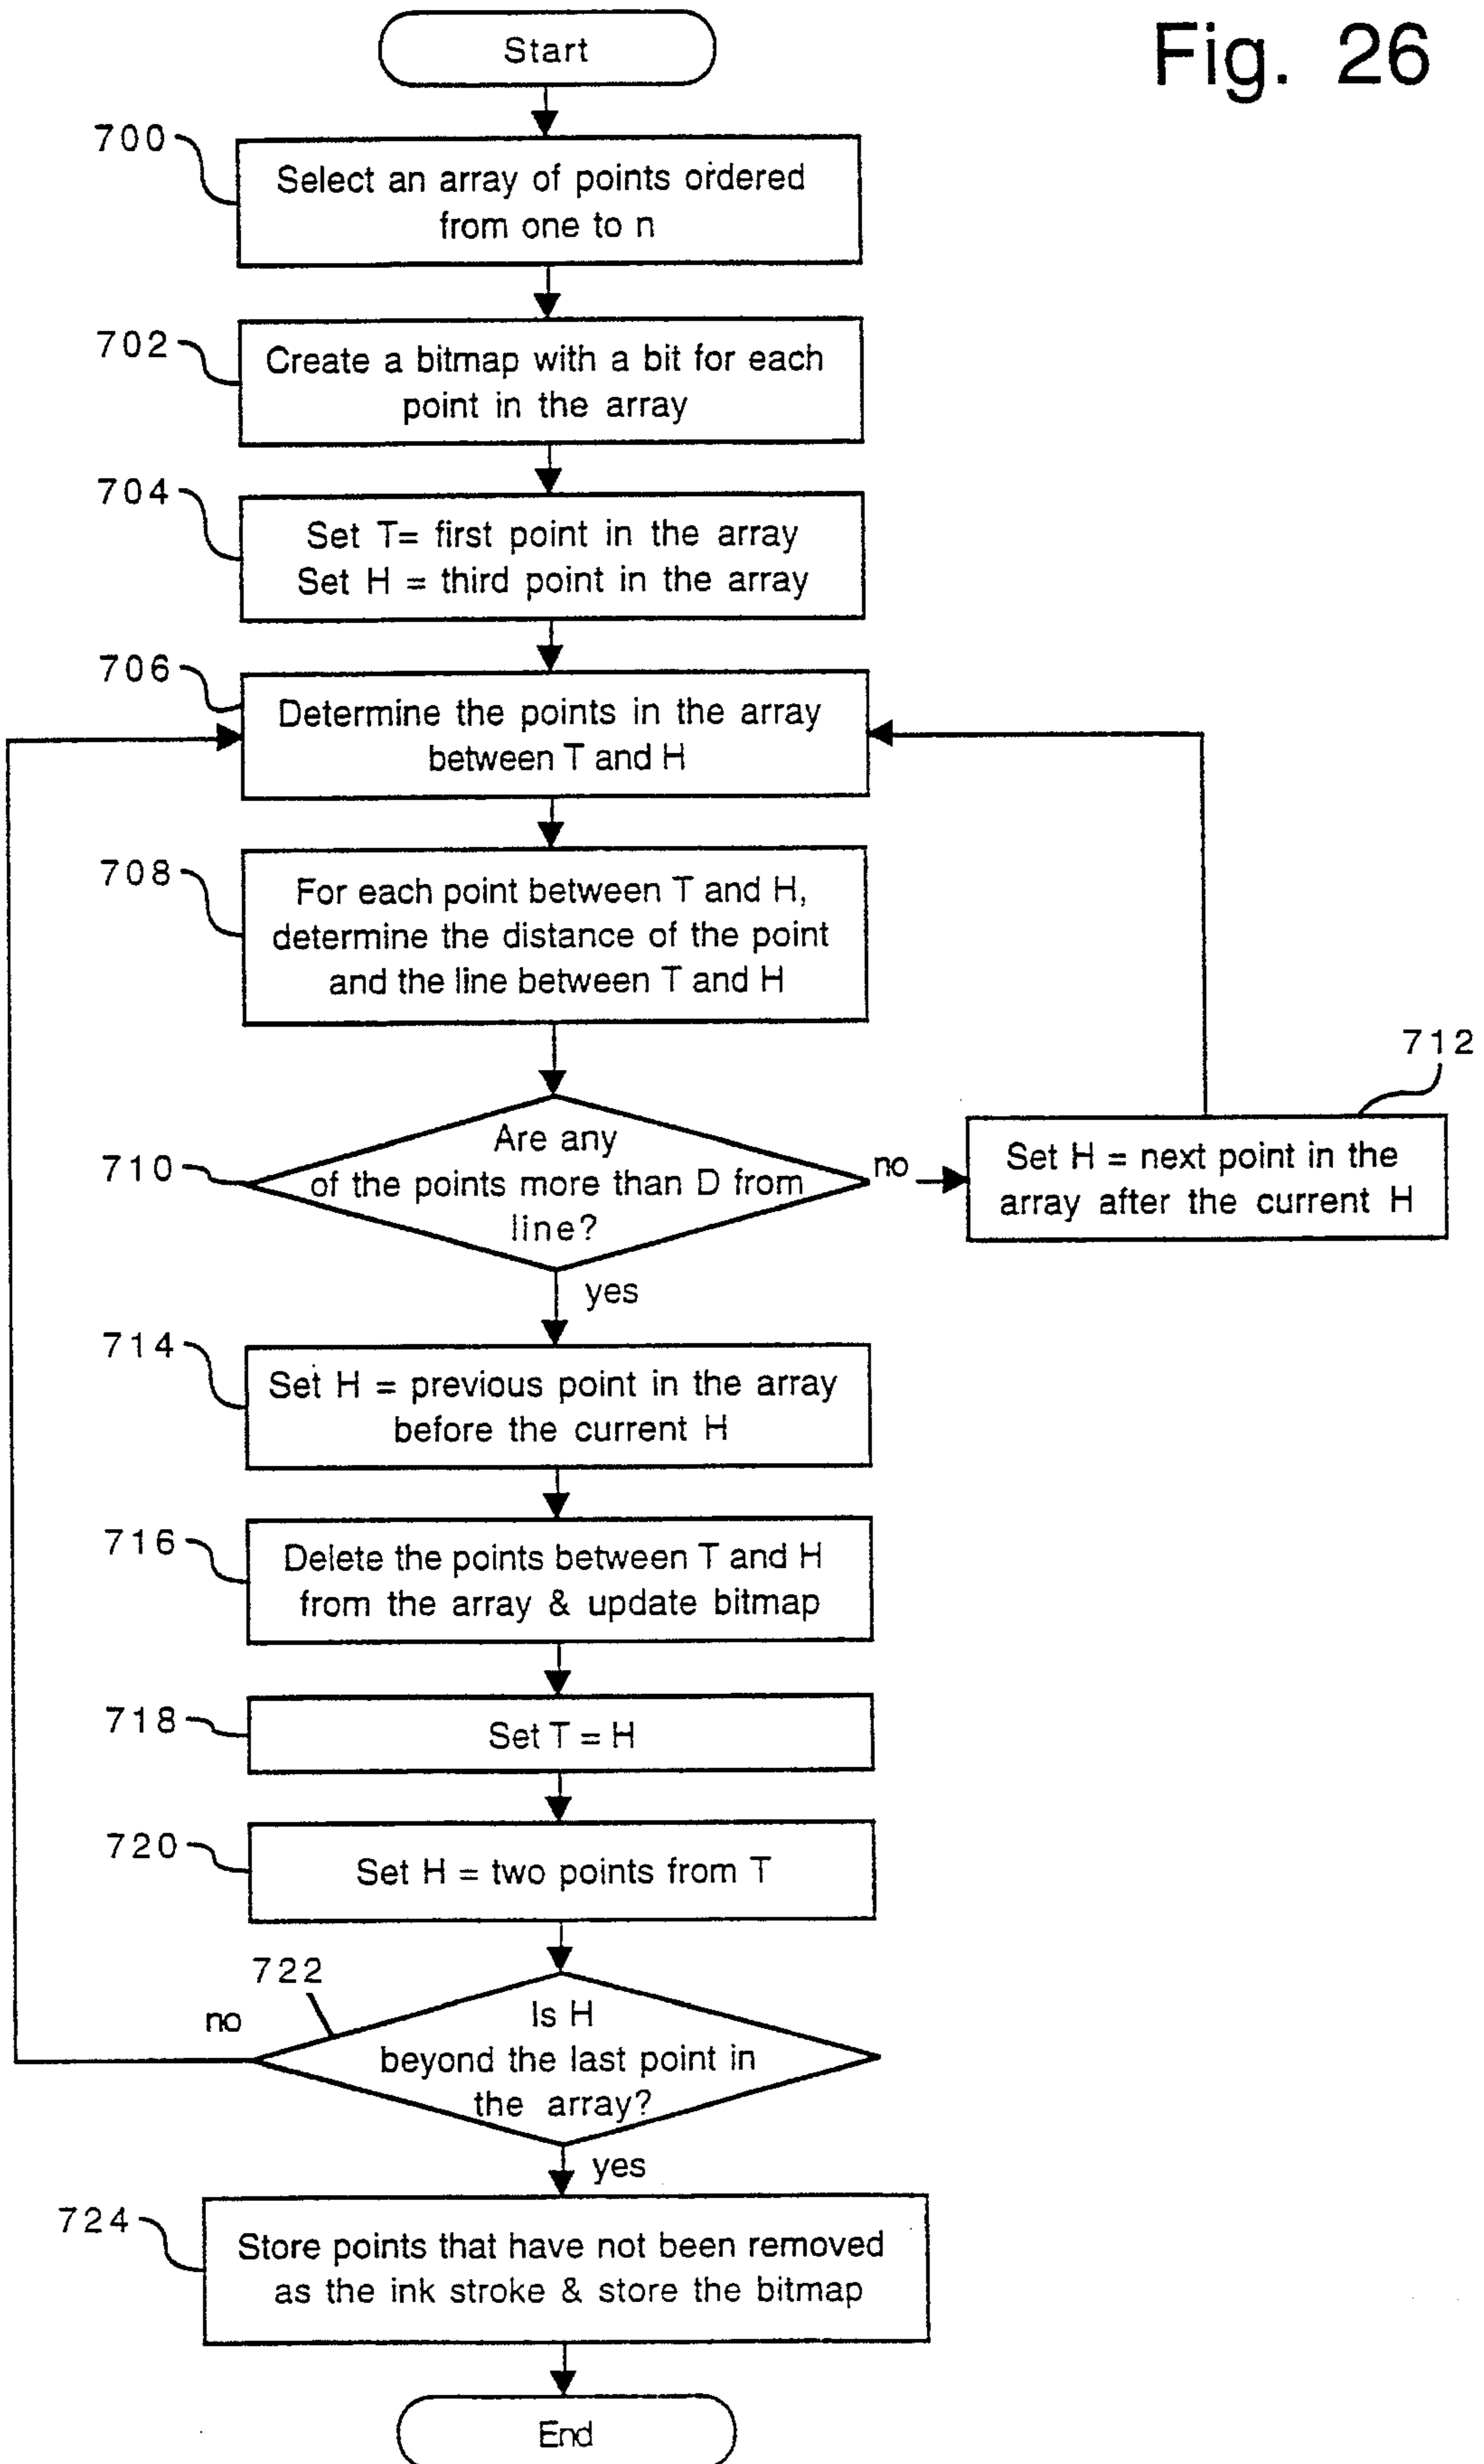 Fig. 26
Start
700
Select an array of points ordered
from one to n
702
Create a bitmap with a bit for each
point in the array
704
Set T= first point in the array
Set H = third point in the array
706
Determine the points in the array
between T and H
708
For each point between T and H,
determine the distance of the point
and the line between T and H
710
Are any
of the points more than D from
line?
no
712
Set H = next point in the
array after the current H
yes
714
Set H = previous point in the array
before the current H
716
Delete the points between T and H
from the array & update bitmap
718
Set T = H
720
Set H = two points from T
722
no
Is H
beyond the last point in
the array?
yes
724
Store points that have not been removed
as the ink stroke & store the bitmap
End